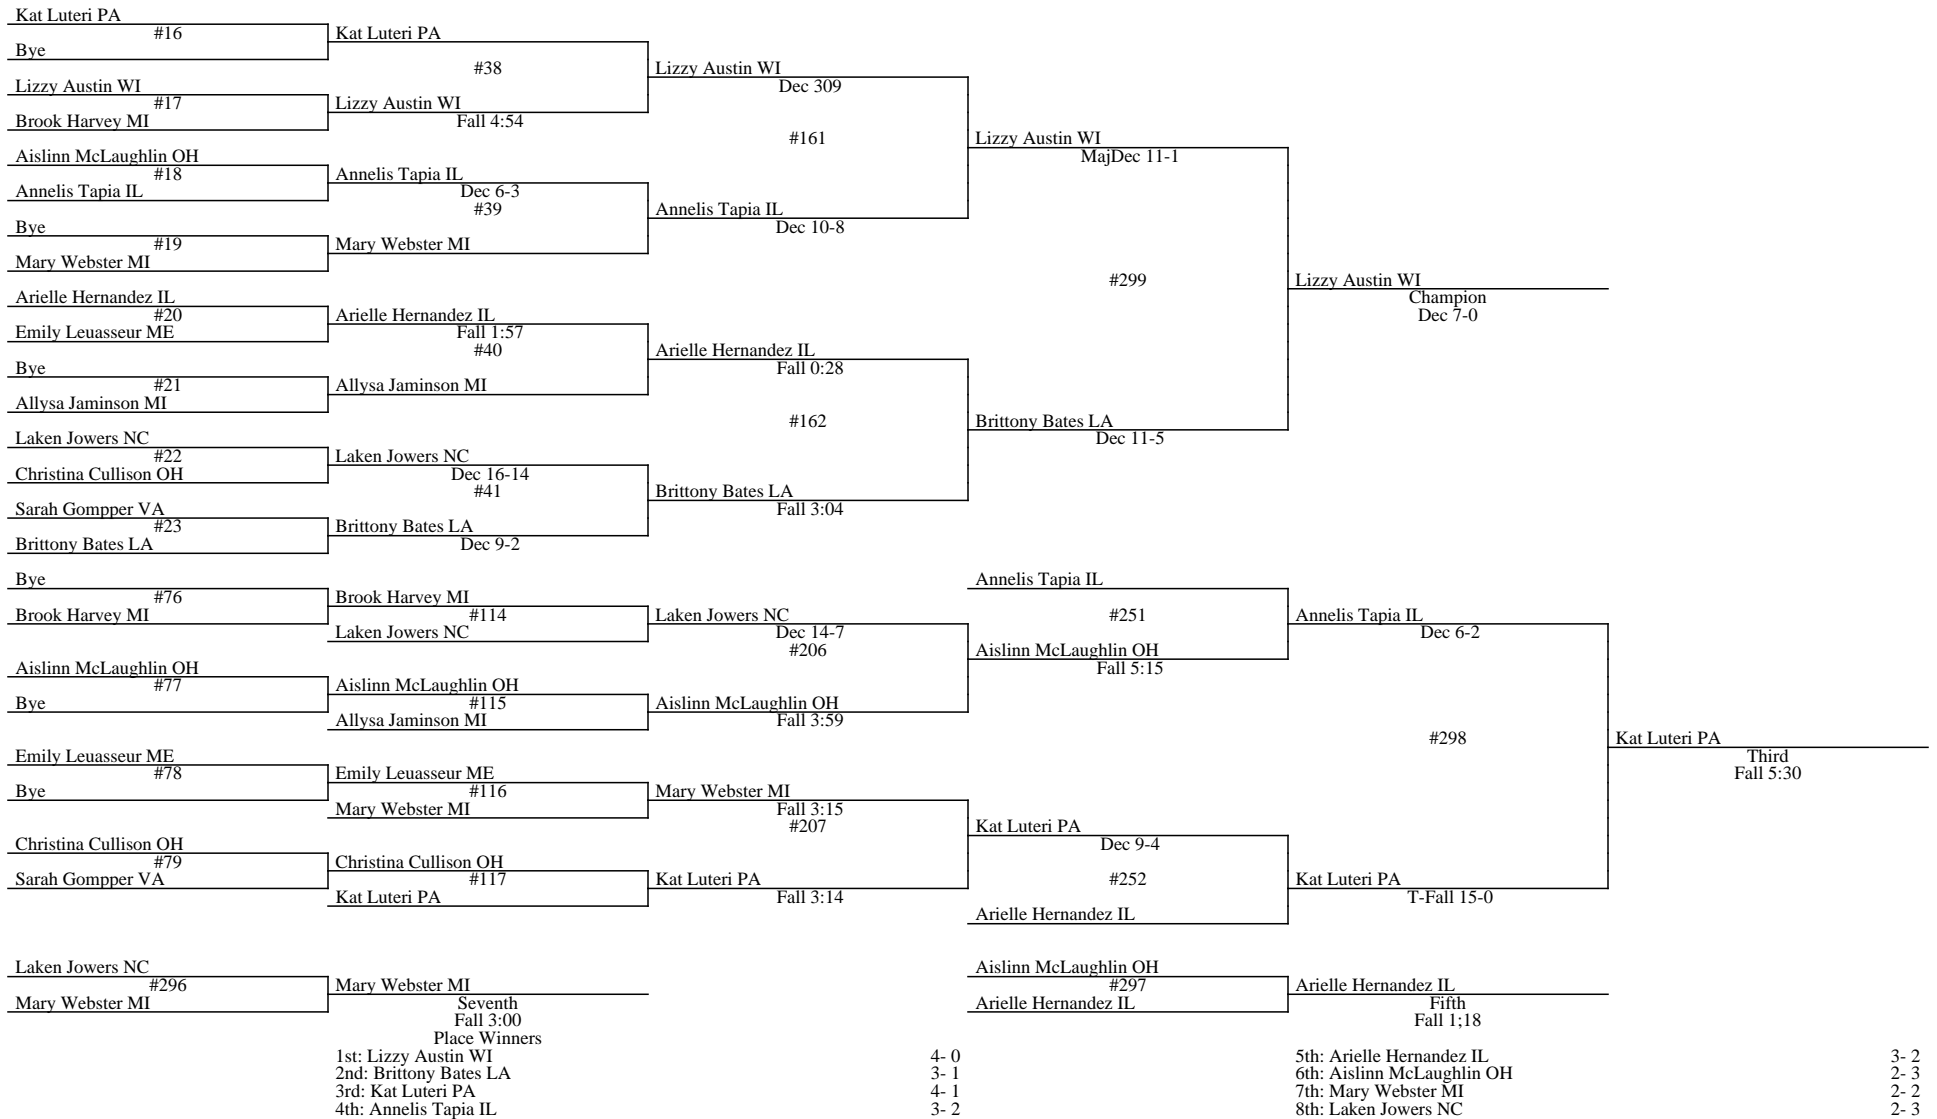 Kat Luteri PA
#16
Bye
Lizzy Austin WI
#17
Brook Harvey MI
Aislinn McLaughlin OH
#18
Annelis Tapia IL
Bye
#19
Mary Webster MI
Arielle Hernandez IL
#20
Emily Leuasseur ME
Bye
#21
Allysa Jaminson MI
Laken Jowers NC
#22
Christina Cullison OH
Sarah Gompper VA
#23
Brittony Bates LA
Kat Luteri PA
#38
Lizzy Austin WI
Fall 4:54
Annelis Tapia IL
Dec 6-3
#39
Mary Webster MI
Arielle Hernandez IL
Fall 1:57
#40
Allysa Jaminson MI
Laken Jowers NC
Dec 16-14
#41
Brittony Bates LA
Dec 9-2
Lizzy Austin WI
Dec 309
#161
Annelis Tapia IL
Dec 10-8
Arielle Hernandez IL
Fall 0:28
#162
Brittony Bates LA
Fall 3:04
Lizzy Austin WI
MajDec 11-1
#299
Brittony Bates LA
Dec 11-5
Lizzy Austin WI
Champion
Dec 7-0
Bye
#76
Brook Harvey MI
Aislinn McLaughlin OH
#77
Bye
Emily Leuasseur ME
#78
Bye
Christina Cullison OH
#79
Sarah Gompper VA
Brook Harvey MI
#114
Laken Jowers NC
Aislinn McLaughlin OH
#115
Allysa Jaminson MI
Emily Leuasseur ME
#116
Mary Webster MI
Christina Cullison OH
#117
Kat Luteri PA
Laken Jowers NC
Dec 14-7
#206
Aislinn McLaughlin OH
Fall 3:59
Mary Webster MI
Fall 3:15
#207
Kat Luteri PA
Fall 3:14
Annelis Tapia IL
#251
Aislinn McLaughlin OH
Fall 5:15
Kat Luteri PA
Dec 9-4
#252
Arielle Hernandez IL
Annelis Tapia IL
Dec 6-2
#298
Kat Luteri PA
T-Fall 15-0
Kat Luteri PA
Third
Fall 5:30
Laken Jowers NC
#296
Mary Webster MI
Mary Webster MI
Seventh
Fall 3:00
Aislinn McLaughlin OH
#297
Arielle Hernandez IL
Arielle Hernandez IL
Fifth
Fall 1;18
Place Winners
1st: Lizzy Austin WI 4- 0
2nd: Brittony Bates LA 3- 1
3rd: Kat Luteri PA 4- 1
4th: Annelis Tapia IL 3- 2
5th: Arielle Hernandez IL 3- 2
6th: Aislinn McLaughlin OH 2- 3
7th: Mary Webster MI 2- 2
8th: Laken Jowers NC 2- 3